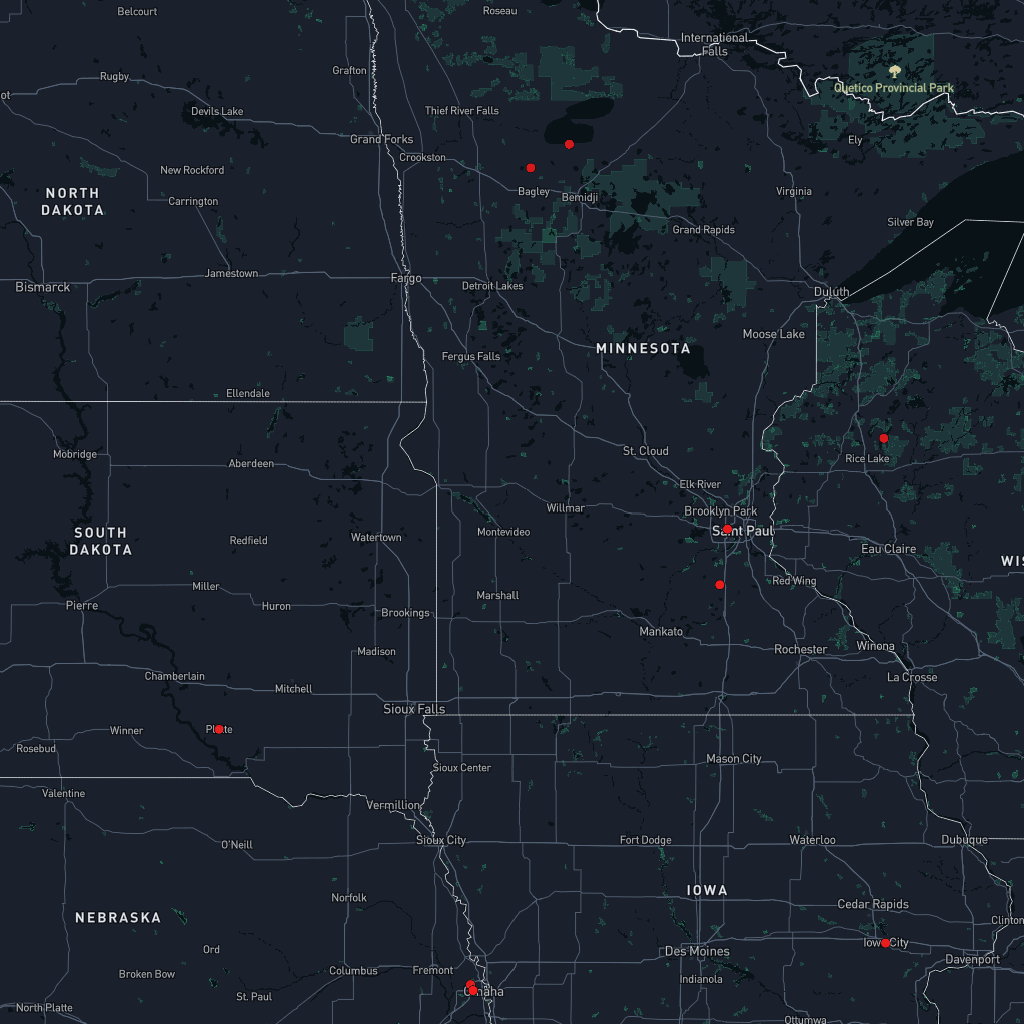 Belcourt
Roseau
International
Falls
Grafton
Rugby
Quetico Provincial Park
ot
Devils Lake
Thief River Falls
Grand Forks
Ely
Crookston
New Rockford
NORTH
DAKOTA
Bagley
Bemidji
Virginia
Carrington
Silver Bay
Grand Rapids
Jamestown
Fargo
Bismarck
Detroit Lakes
Duluth
Moose Lake
MINNESOTA
Fergus Falls
Ellendale
Mobridge
Aberdeen
St. Cloud
Rice Lake
Elk River
Willmar
Brooklyn Park
SOUTH
DAKOTA
Redfield
Watertown
Montevideo
Saint Paul
Eau Claire
WIS
Miller
Red Wing
Pierre
Huron
Brookings
Marshall
Mankato
Madison
Rochester
Winona
Chamberlain
Mitchell
La Crosse
Sioux Falls
Winner
Platte
Rosebud
Mason City
Sioux Center
Valentine
Vermillion
O'Neill
Sioux City
Fort Dodge
Waterloo
Dubuque
IOWA
Norfolk
Cedar Rapids
NEBRASKA
Clinton
Ord
Iowa City
Des Moines
Davenport
Broken Bow
Columbus
Fremont
Indianola
St. Paul
Omaha
North Platte
Ottumwa